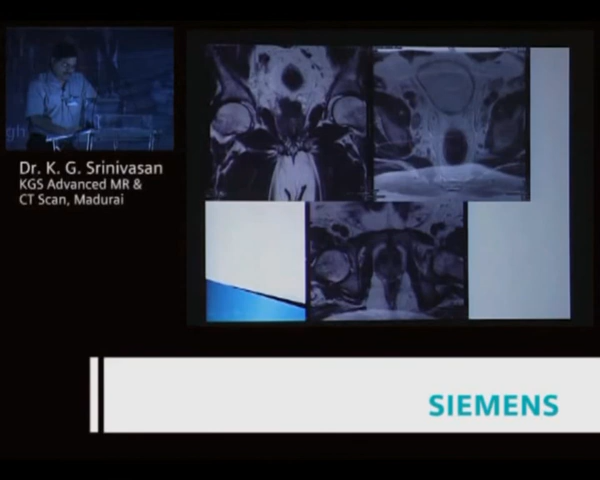 Dr. K. G. Srinivasan
KGS Advanced MR &
CT Scan, Madurai
SIEMENS